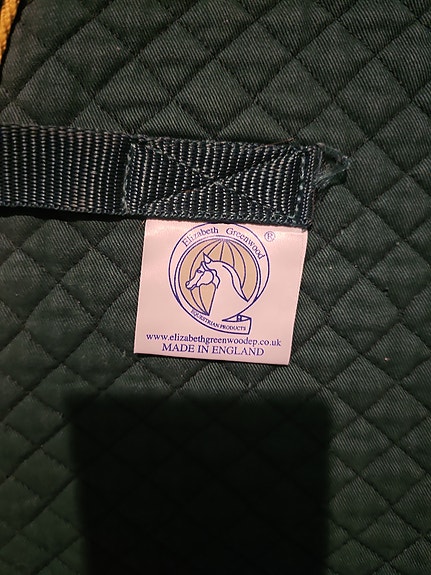 Elizabeth Greenwood ®
EQUESTRIAN PRODUCTS
www.elizabethgreenwoodep.co.uk
MADE IN ENGLAND